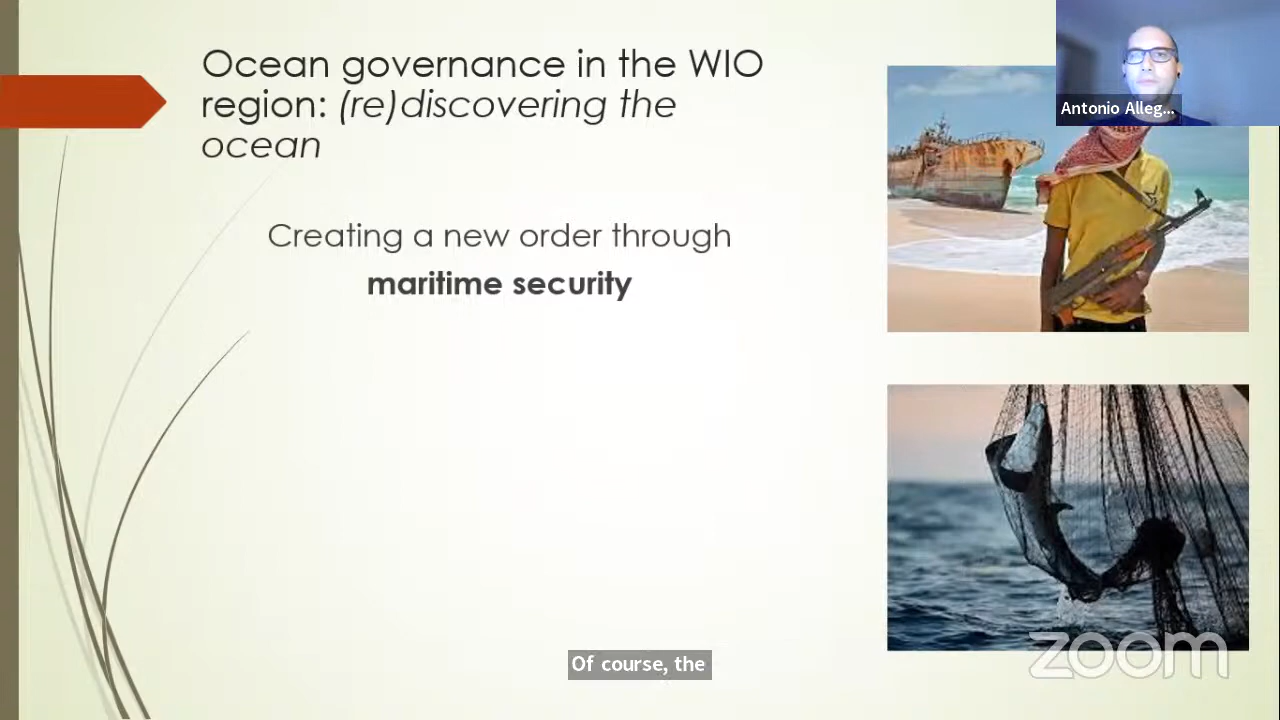 Ocean governance in the WIO
region: (re)discovering the
ocean
Creating a new order through
maritime security
Antonio Alleg...
Of course, the
zoom